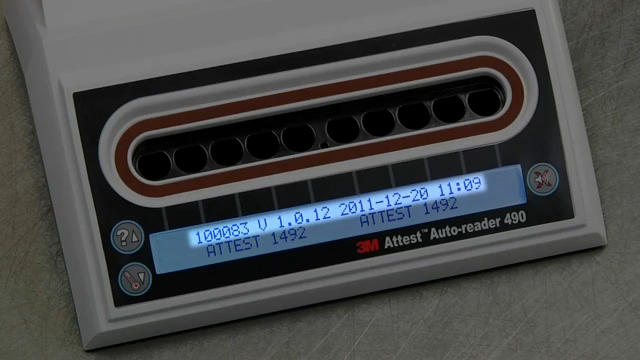 100083 V 1.0.12 2011-12-20 11:09
ATTEST 1492 ATTEST 1492
3M Attest™ Auto-reader 490
?